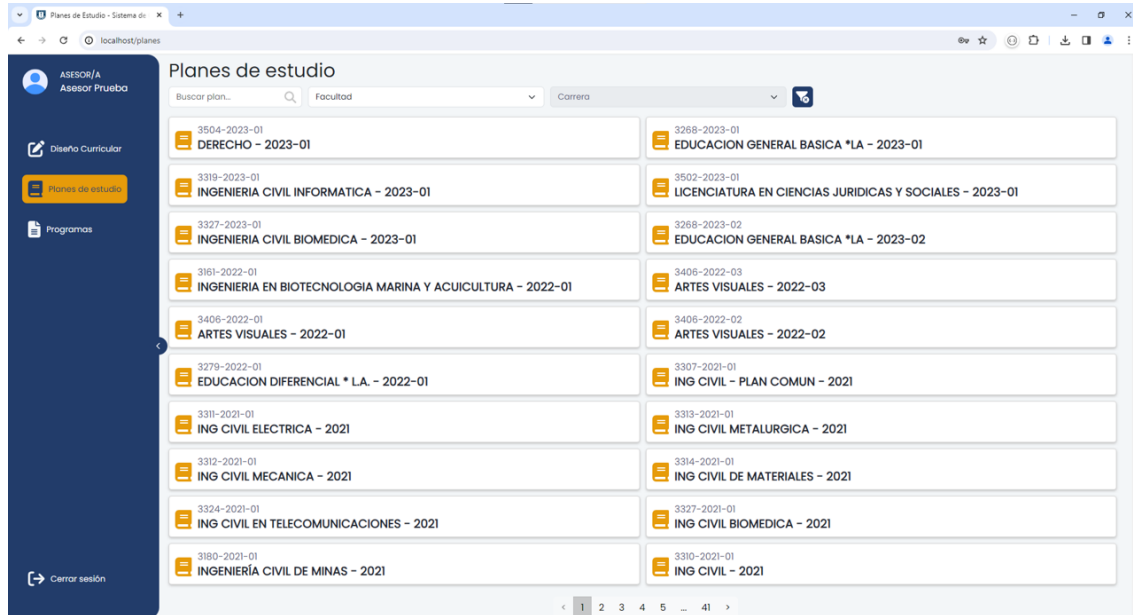 Planes de Estudio - Sistema de
localhost/planes
ASESOR/A
Asesor Prueba
Diseño Curricular
Planes de estudio
Programas
Cerrar sesión
Planes de estudio
Buscar plan...
Facultad
Carrera
3504-2023-01
DERECHO - 2023-01
3268-2023-01
EDUCACION GENERAL BASICA *LA - 2023-01
3319-2023-01
INGENIERIA CIVIL INFORMATICA - 2023-01
3502-2023-01
LICENCIATURA EN CIENCIAS JURIDICAS Y SOCIALES - 2023-01
3327-2023-01
INGENIERIA CIVIL BIOMEDICA - 2023-01
3268-2023-02
EDUCACION GENERAL BASICA *LA - 2023-02
3161-2022-01
INGENIERIA EN BIOTECNOLOGIA MARINA Y ACUICULTURA - 2022-01
3406-2022-03
ARTES VISUALES - 2022-03
3406-2022-01
ARTES VISUALES - 2022-01
3406-2022-02
ARTES VISUALES - 2022-02
3279-2022-01
EDUCACION DIFERENCIAL * L.A. - 2022-01
3307-2021-01
ING CIVIL - PLAN COMUN - 2021
3311-2021-01
ING CIVIL ELECTRICA - 2021
3313-2021-01
ING CIVIL METALURGICA - 2021
3312-2021-01
ING CIVIL MECANICA - 2021
3314-2021-01
ING CIVIL DE MATERIALES - 2021
3324-2021-01
ING CIVIL EN TELECOMUNICACIONES - 2021
3327-2021-01
ING CIVIL BIOMEDICA - 2021
3180-2021-01
INGENIERÍA CIVIL DE MINAS - 2021
3310-2021-01
ING CIVIL - 2021
< 1 2 3 4 5 ... 41 >